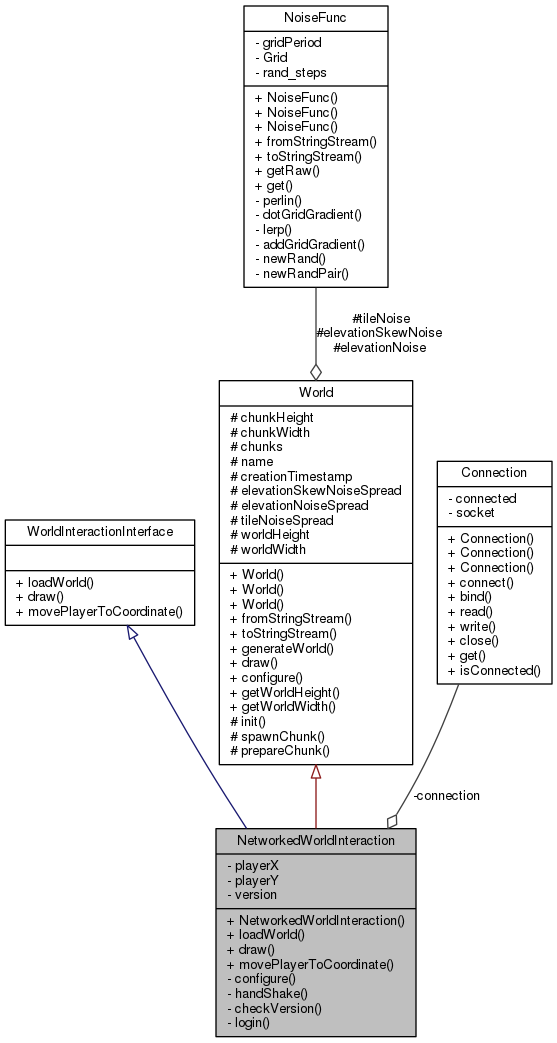 NoiseFunc
- gridPeriod
- Grid
- rand_steps
+ NoiseFunc()
+ NoiseFunc()
+ NoiseFunc()
+ fromStringStream()
+ toStringStream()
+ getRaw()
+ get()
- perlin()
- dotGridGradient()
- lerp()
- addGridGradient()
- newRand()
- newRandPair()
#tileNoise
#elevationSkewNoise
#elevationNoise
World
# chunkHeight
# chunkWidth
# chunks
# name
# creationTimestamp
# elevationSkewNoiseSpread
# elevationNoiseSpread
# tileNoiseSpread
# worldHeight
# worldWidth
+ World()
+ World()
+ World()
+ fromStringStream()
+ toStringStream()
+ generateWorld()
+ draw()
+ configure()
+ getWorldHeight()
+ getWorldWidth()
# init()
# spawnChunk()
# prepareChunk()
Connection
- connected
- socket
+ Connection()
+ Connection()
+ Connection()
+ connect()
+ bind()
+ read()
+ write()
+ close()
+ get()
+ isConnected()
WorldInteractionInterface
+ loadWorld()
+ draw()
+ movePlayerToCoordinate()
-connection
NetworkedWorldInteraction
- playerX
- playerY
- version
+ NetworkedWorldInteraction()
+ loadWorld()
+ draw()
+ movePlayerToCoordinate()
- configure()
- handShake()
- checkVersion()
- login()